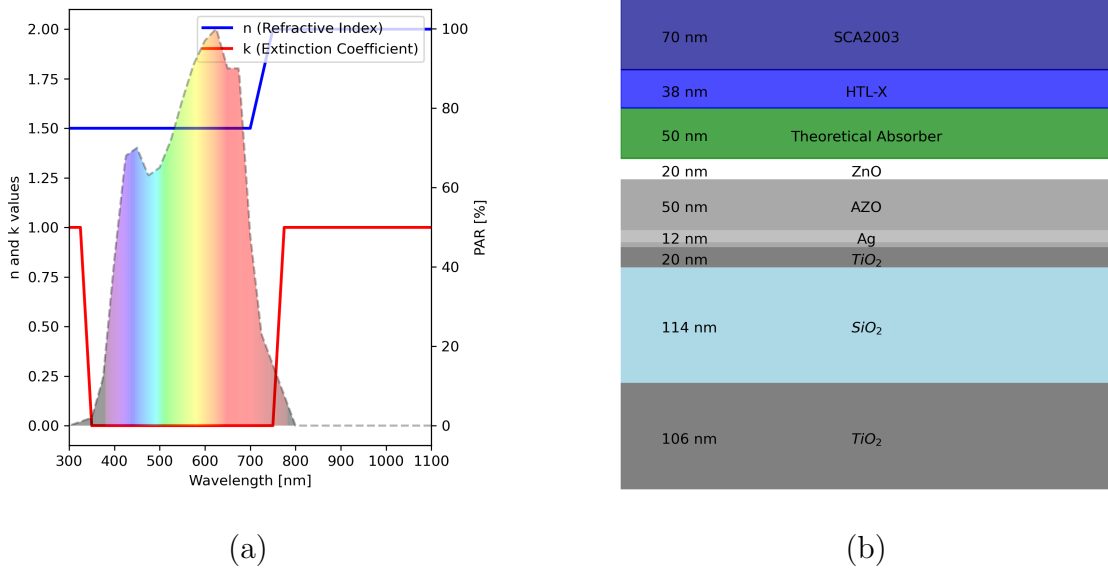 n (Refractive Index)
k (Extinction Coefficient)
2.00
1.75
1.50
1.25
1.00
0.75
0.50
0.25
0.00
n and k values
100
80
60
40
20
0
PAR [%]
300 400 500 600 700 800 900 1000 1100
Wavelength [nm]
(a)
70 nm SCA2003
38 nm HTL-X
50 nm Theoretical Absorber
20 nm ZnO
50 nm AZO
12 nm Ag
20 nm TiO₂
114 nm SiO₂
106 nm TiO₂
(b)